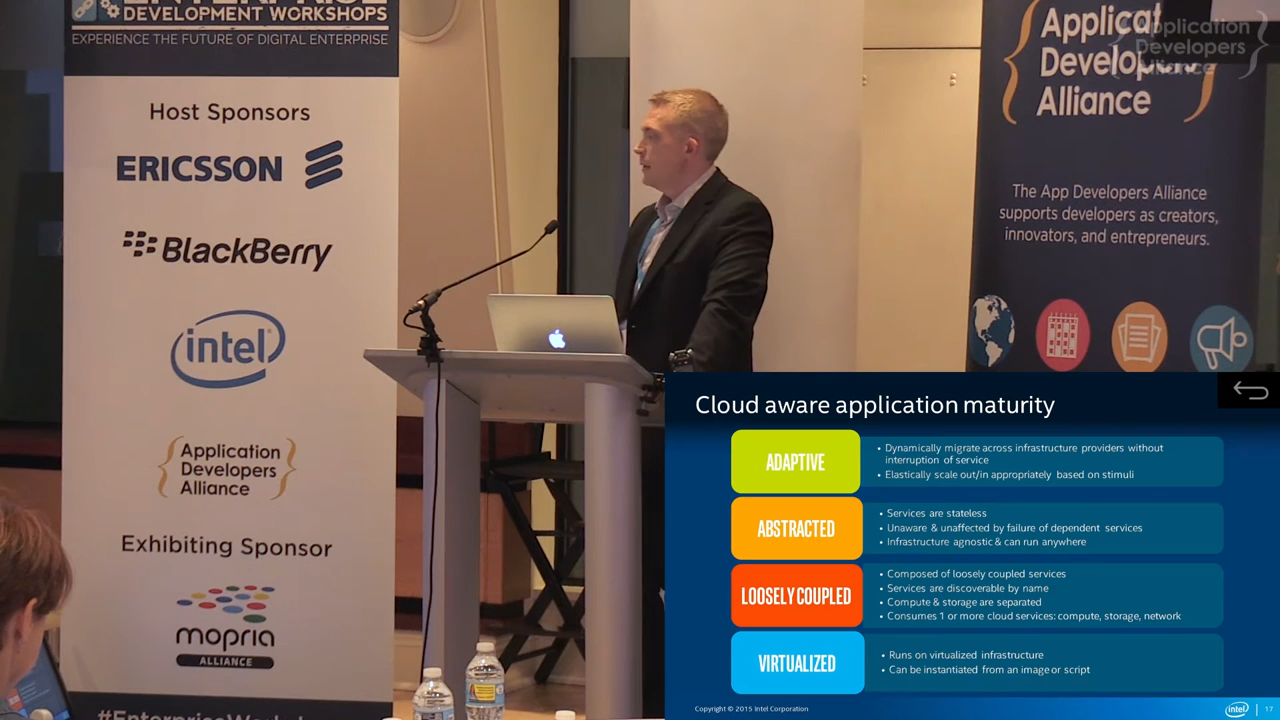 ENTERPRISE
DEVELOPMENT WORKSHOPS
EXPERIENCE THE FUTURE OF DIGITAL ENTERPRISE
Host Sponsors
ERICSSON
BlackBerry
intel
Application
Developers
Alliance
Exhibiting Sponsor
mopria
ALLIANCE
Alliance
The App Developers Alliance
supports developers as creators,
innovators, and entrepreneurs.
Application
Developers
Alliance
Cloud aware application maturity
ADAPTIVE
• Dynamically migrate across infrastructure providers without
interruption of service
• Elastically scale out/in appropriately based on stimuli
ABSTRACTED
• Services are stateless
• Unaware & unaffected by failure of dependent services
• Infrastructure agnostic & can run anywhere
LOOSELY COUPLED
• Composed of loosely coupled services
• Services are discoverable by name
• Compute & storage are separated
• Consumes 1 or more cloud services: compute, storage, network
VIRTUALIZED
• Runs on virtualized infrastructure
• Can be instantiated from an image or script
Copyright © 2015 Intel Corporation
intel
17